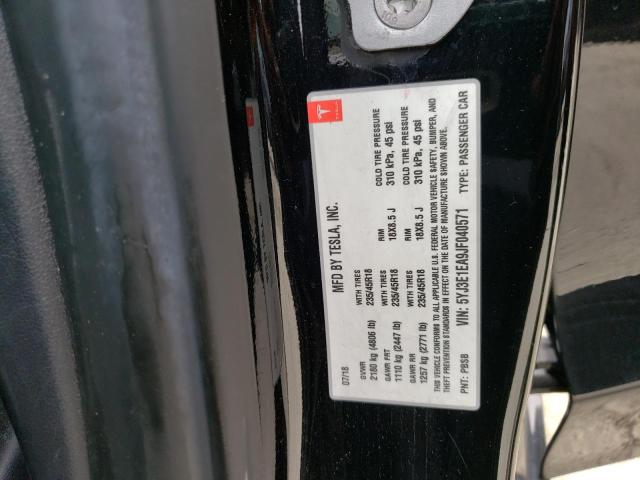 07/18 MFD BY TESLA, INC.
GVWR WITH TIRES RIM COLD TIRE PRESSURE
2180 kg (4806 lb) 235/45R18 18X8.5 J 310 kPa, 45 psi
GAWR FRT WITH TIRES
1110 kg (2447 lb) 235/45R18
GAWR RR WITH TIRES RIM COLD TIRE PRESSURE
1257 kg (2771 lb) 235/45R18 18X8.5 J 310 kPa, 45 psi
THIS VEHICLE CONFORMS TO ALL APPLICABLE U.S. FEDERAL MOTOR VEHICLE SAFETY, BUMPER, AND
THEFT PREVENTION STANDARDS IN EFFECT ON THE DATE OF MANUFACTURE SHOWN ABOVE.
VIN: 5YJ3E1EA9JF040571
PNT: PBSB TYPE: PASSENGER CAR